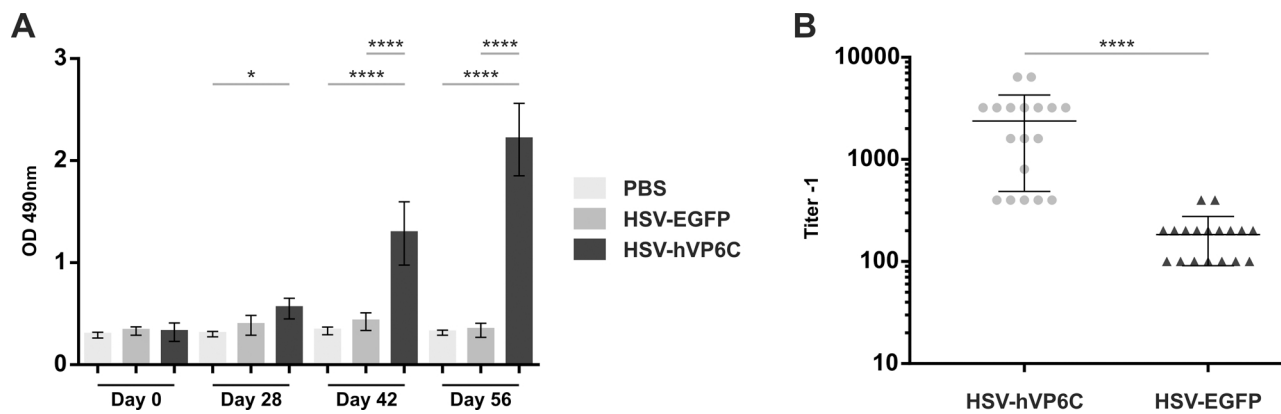 A
B
****
****
****
*
****
****
3
2
1
0
OD 490nm
Day 0
Day 28
Day 42
Day 56
PBS
HSV-EGFP
HSV-hVP6C
10000
1000
100
10
Titer -1
HSV-hVP6C
HSV-EGFP